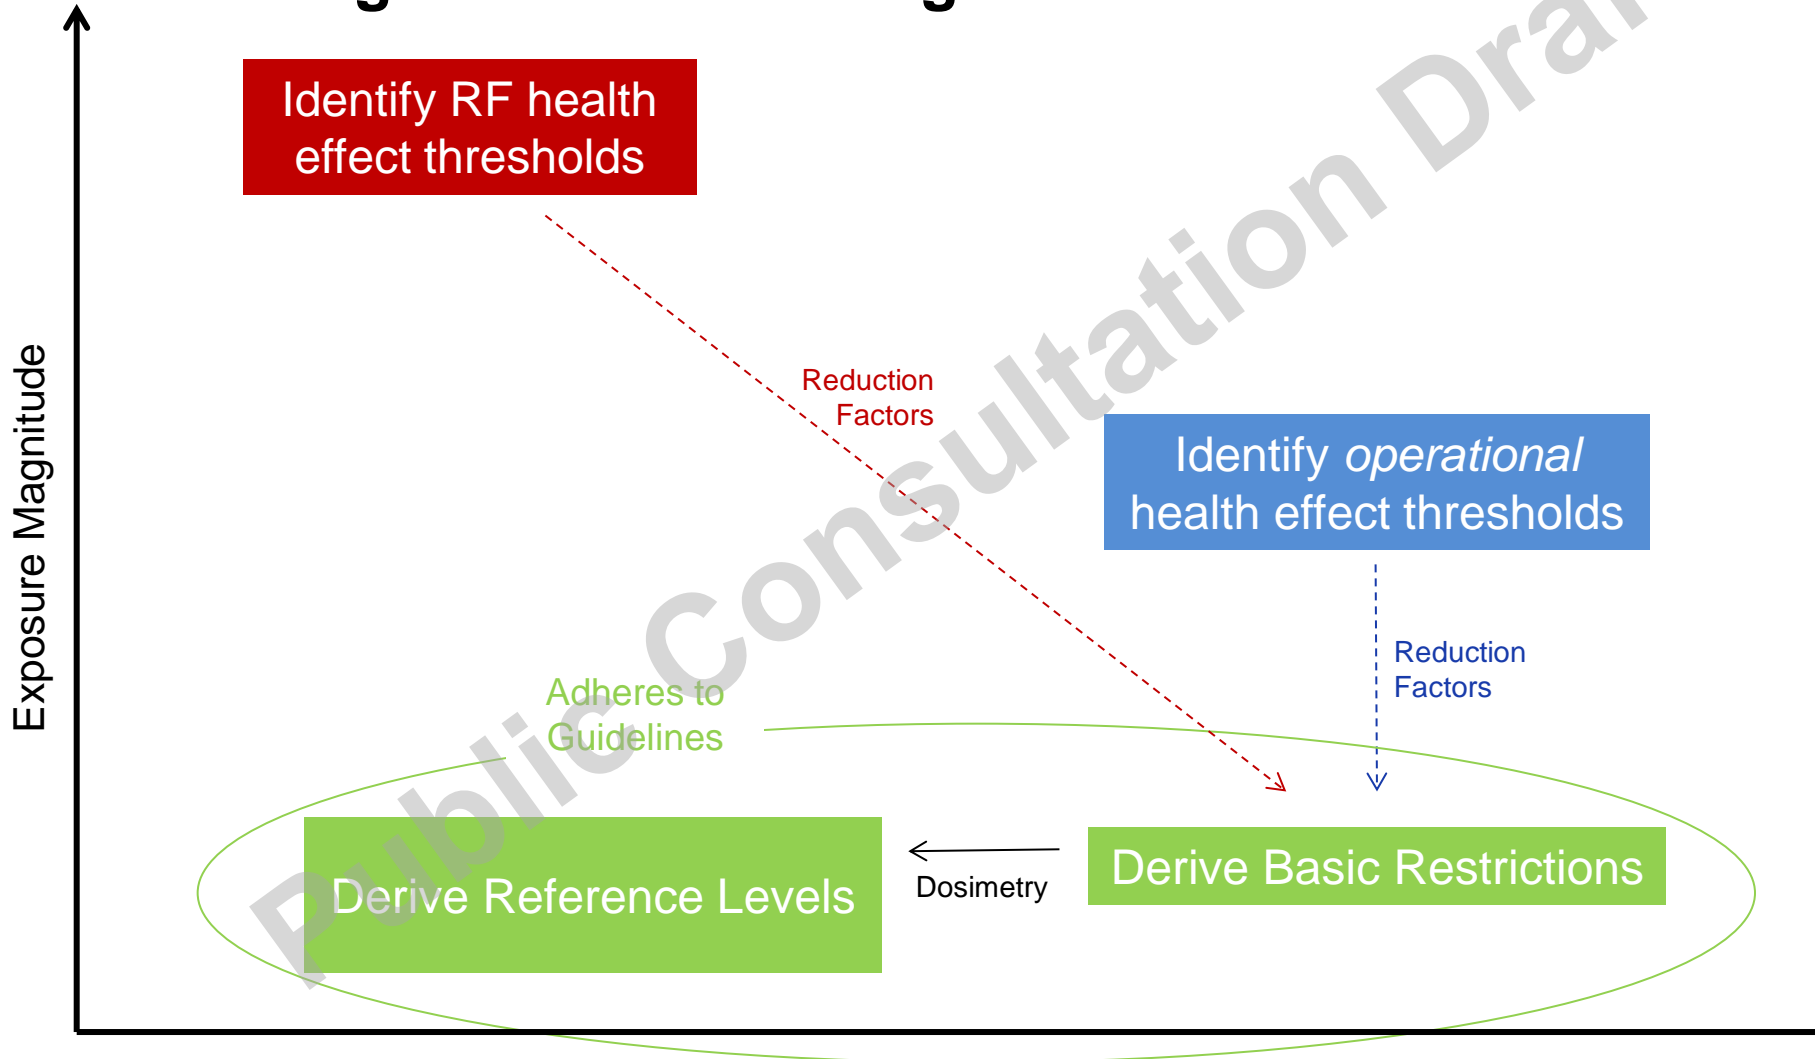 Identify RF health
effect thresholds
Reduction
Factors
Identify operational
health effect thresholds
Reduction
Factors
Exposure Magnitude
Adheres to
Guidelines
Derive Reference Levels
Dosimetry
Derive Basic Restrictions
Public Consultation